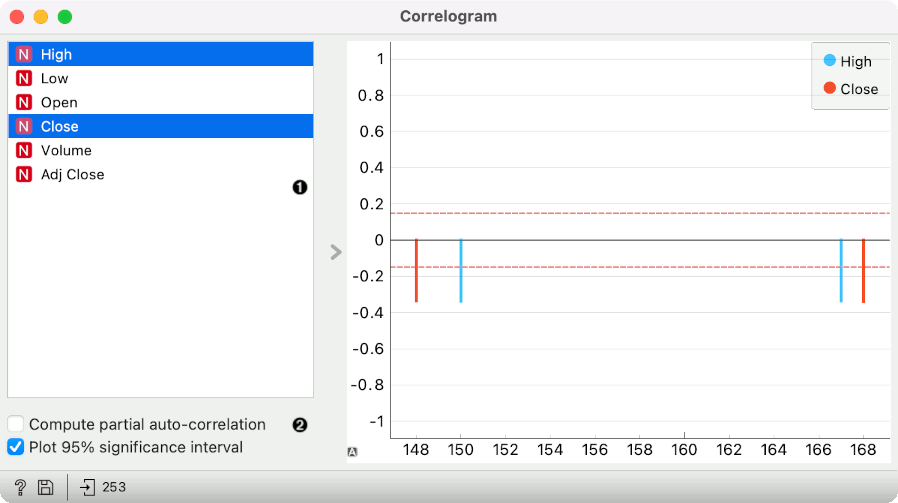 Correlogram
N High
N Low
N Open
N Close
N Volume
N Adj Close
1
Compute partial auto-correlation 2
Plot 95% significance interval
? 253
High
Close
1
0.8
0.6
0.4
0.2
0
-0.2
-0.4
-0.6
-0.8
-1
148 150 152 154 156 158 160 162 164 166 168
A